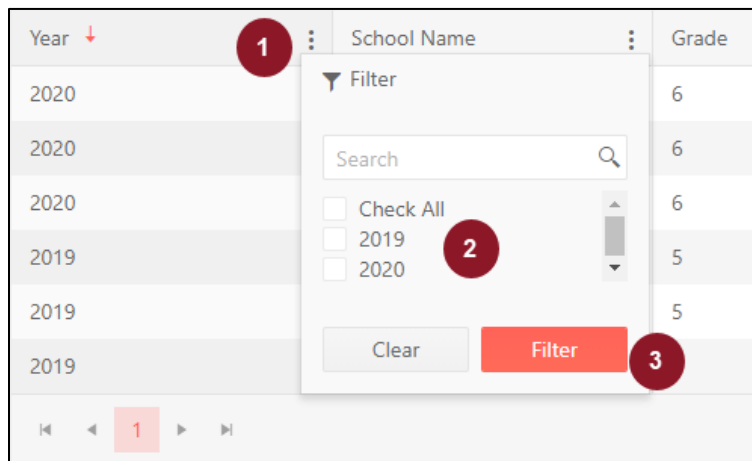 Year 1 School Name Grade
2020 Filter 6
2020 Search 6
2020 Check All 6
2019 2019 2 5
2020
2019 5
Clear Filter 3
2019
1